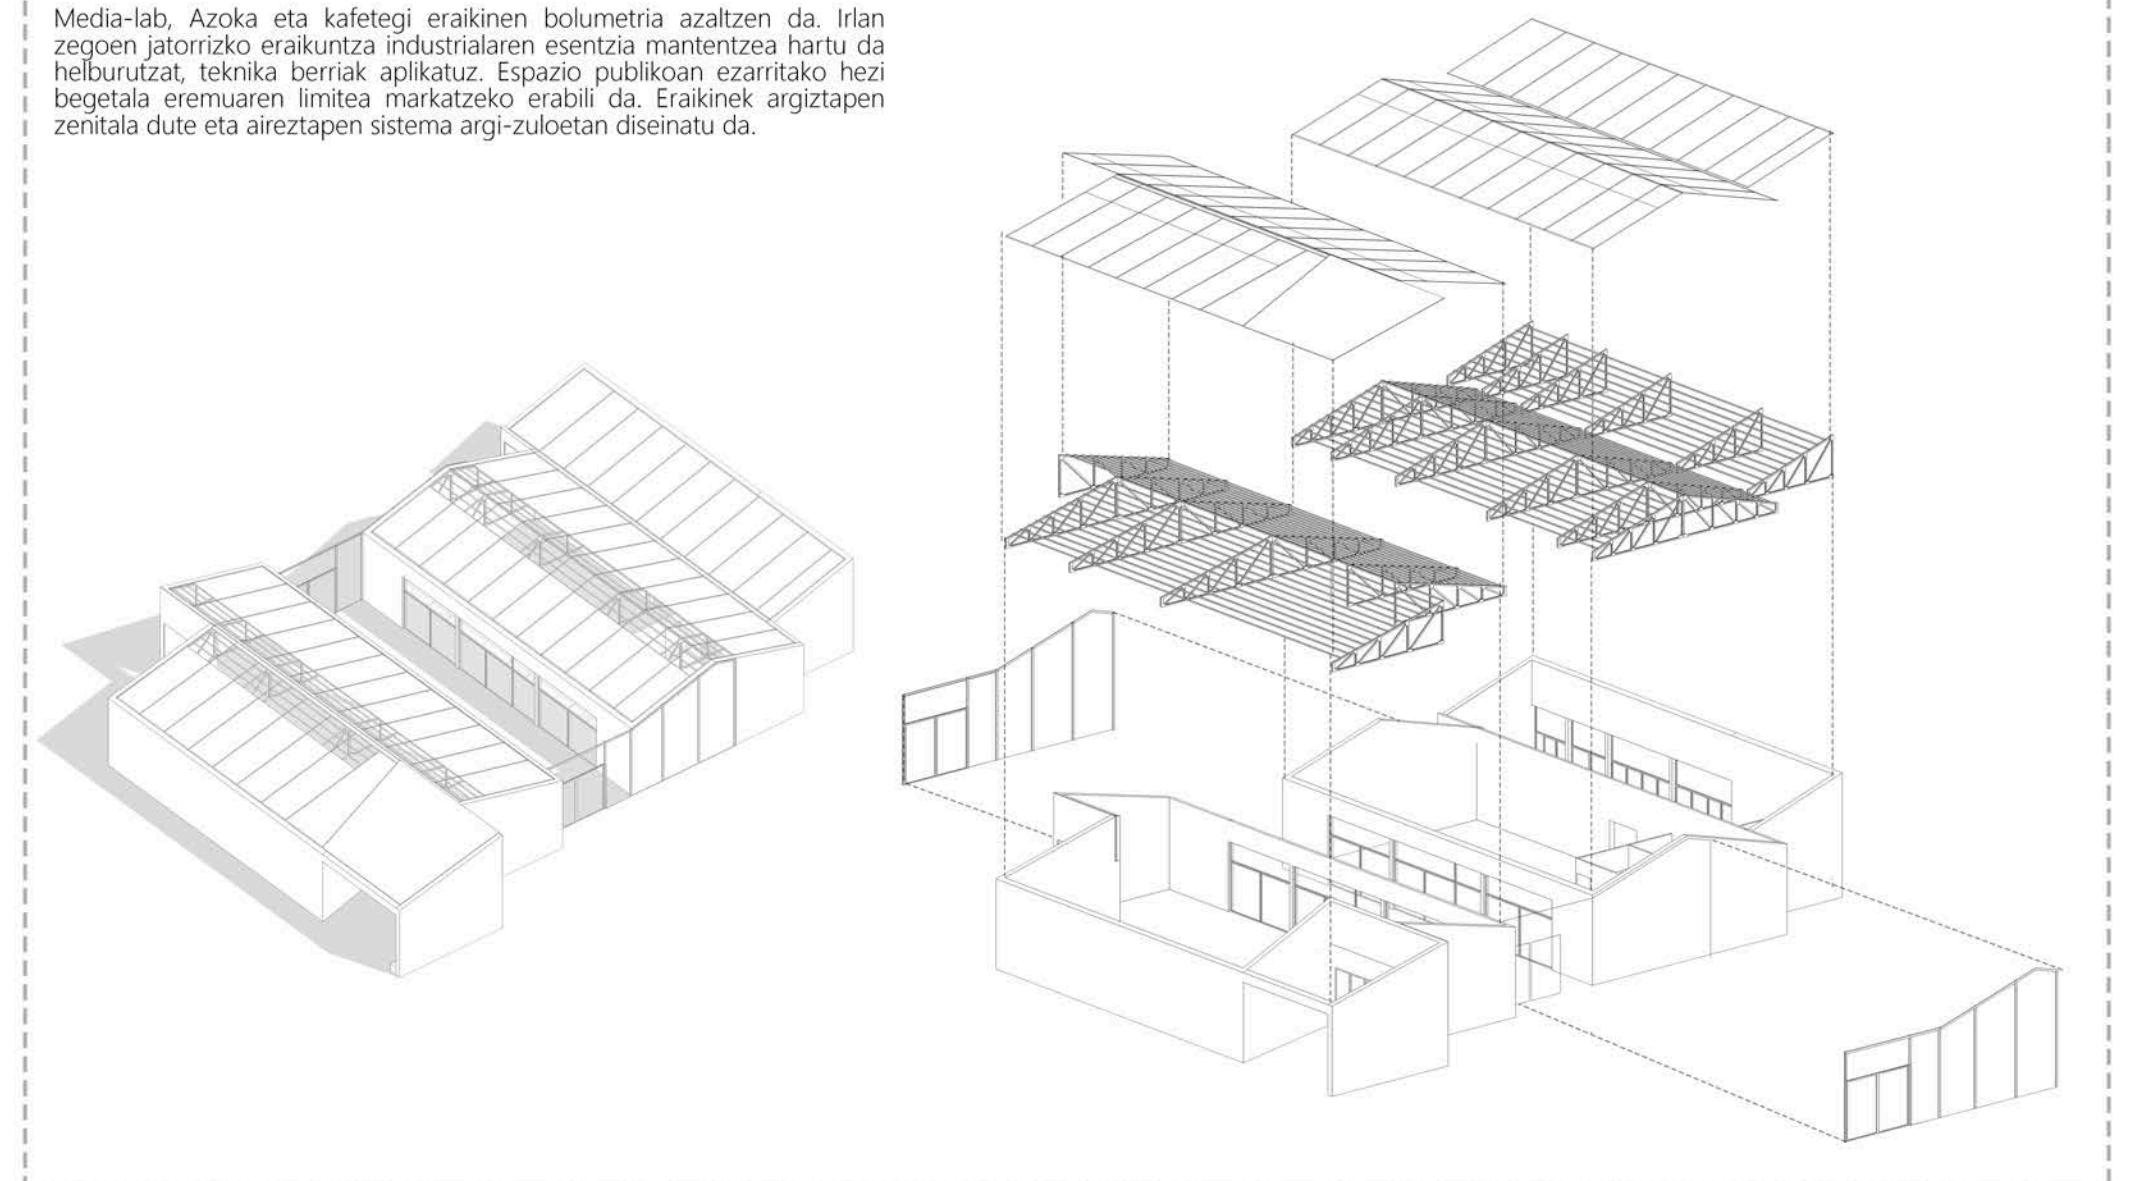 Media-lab, Azoka eta kafetegi eraikinen bolumetria azaltzen da. Irlan
zegoen jatorrizko eraikuntza industrialaren esentzia mantentzea hartu da
helburutzat, teknika berriak aplikatuz. Espazio publikoan ezarritako hezi
begetala eremuaren limitea markatzeko erabili da. Eraikinek argiztapen
zenitala dute eta aireztapen sistema argi-zuloetan diseinatu da.